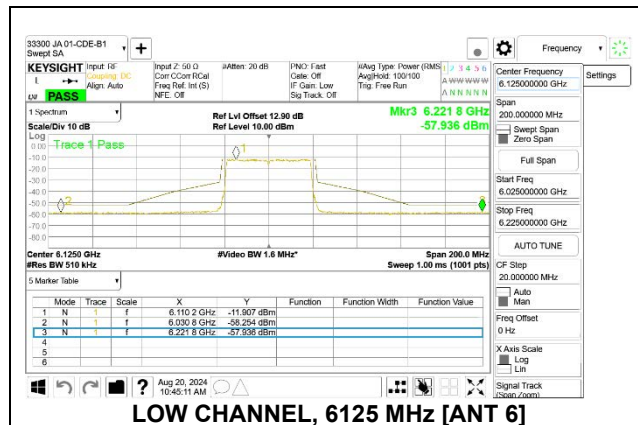 33300 JA 01-CDE-B1
Swept SA
Frequency
KEYSIGHT
L
PASS
Input: RF
Coupling: DC
Align: Auto
Input Z: 50 Ω
Corr CCorr RCal
Freq Ref: Int (S)
NFE: Off
#Atten: 20 dB
PNO: Fast
Gate: Off
IF Gain: Low
Sig Track: Off
#Avg Type: Power (RMS
Avg|Hold: 100/100
Trig: Free Run
1 2 3 4 5 6
A W W W W W
A N N N N N
1 Spectrum
Scale/Div 10 dB
Ref Lvl Offset 12.90 dB
Ref Level 10.00 dBm
Mkr3 6.221 8 GHz
-57.936 dBm
Log
Trace 1 Pass
0.00
-10.0
-20.0
-30.0
-40.0
-50.0
-60.0
-70.0
-80.0
1
2
Center 6.1250 GHz
#Res BW 510 kHz
#Video BW 1.6 MHz*
Span 200.0 MHz
Sweep 1.00 ms (1001 pts)
5 Marker Table
Mode Trace Scale X Y Function Function Width Function Value
1 N 1 f 6.110 2 GHz -11.907 dBm
2 N 1 f 6.030 8 GHz -58.254 dBm
3 N 1 f 6.221 8 GHz -57.936 dBm
4
5
6
Aug 20, 2024
10:45:11 AM
Center Frequency
6.125000000 GHz
Settings
Span
200.000000 MHz
Swept Span
Zero Span
Full Span
Start Freq
6.025000000 GHz
Stop Freq
6.225000000 GHz
AUTO TUNE
CF Step
20.000000 MHz
Auto
Man
Freq Offset
0 Hz
X Axis Scale
Log
Lin
Signal Track
(Span Zoom)
LOW CHANNEL, 6125 MHz [ANT 6]